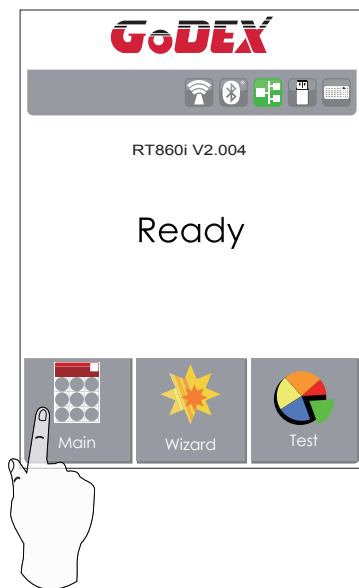 GoDEX
RT860i V2.004
Ready
Main
Wizard
Test